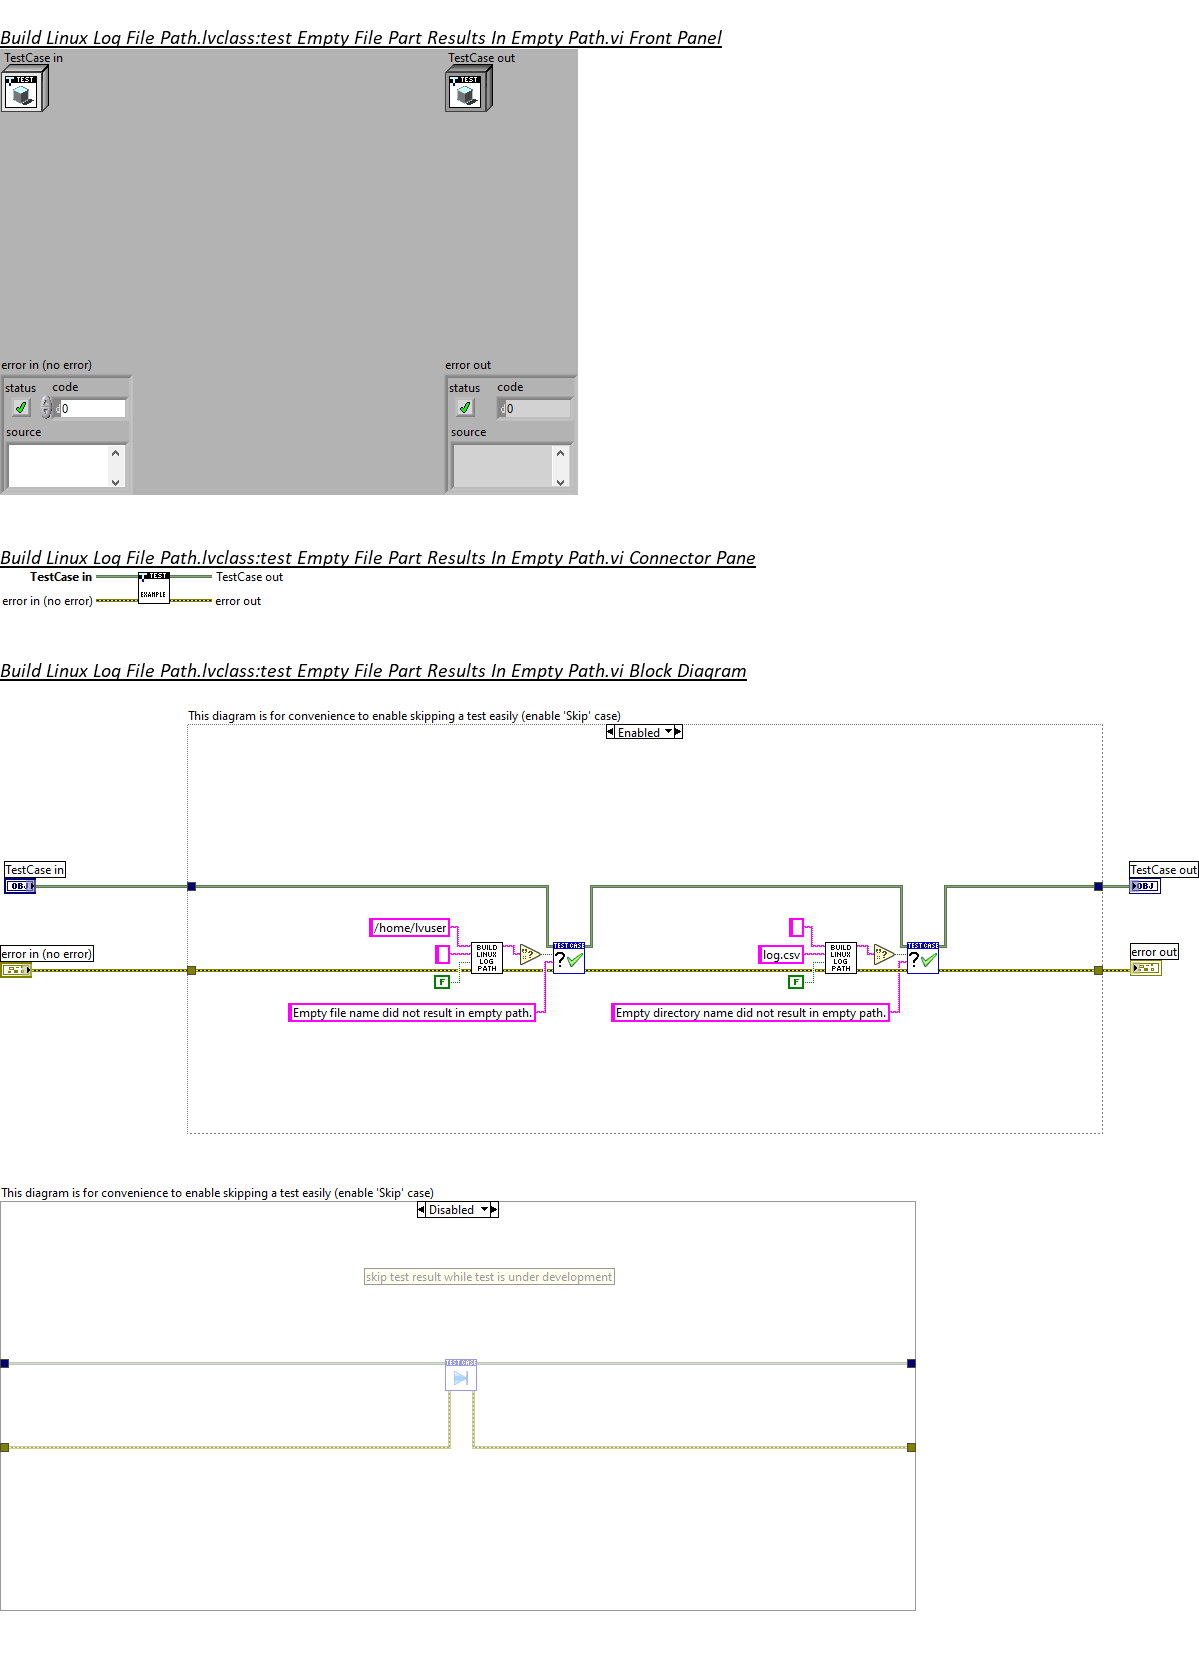 Build Linux Log File Path.lvclass:test Empty File Part Results In Empty Path.vi Front Panel
TestCase in
TestCase out
TEST
TEST
error in (no error)
error out
status
code
status
code
d
0
d
0
source
source
Build Linux Log File Path.lvclass:test Empty File Part Results In Empty Path.vi Connector Pane
TestCase in
TEST
TestCase out
error in (no error)
EXAMPLE
error out
Build Linux Log File Path.lvclass:test Empty File Part Results In Empty Path.vi Block Diagram
This diagram is for convenience to enable skipping a test easily (enable 'Skip' case)
Enabled
TestCase in
TestCase out
OBJ
OBJ
/home/lvuser
log.csv
BUILD
LINUX
LOG
PATH
TEST CASE
?
BUILD
LINUX
LOG
PATH
TEST CASE
?
error in (no error)
error out
F
F
Empty file name did not result in empty path.
Empty directory name did not result in empty path.
This diagram is for convenience to enable skipping a test easily (enable 'Skip' case)
Disabled
skip test result while test is under development
TEST CASE